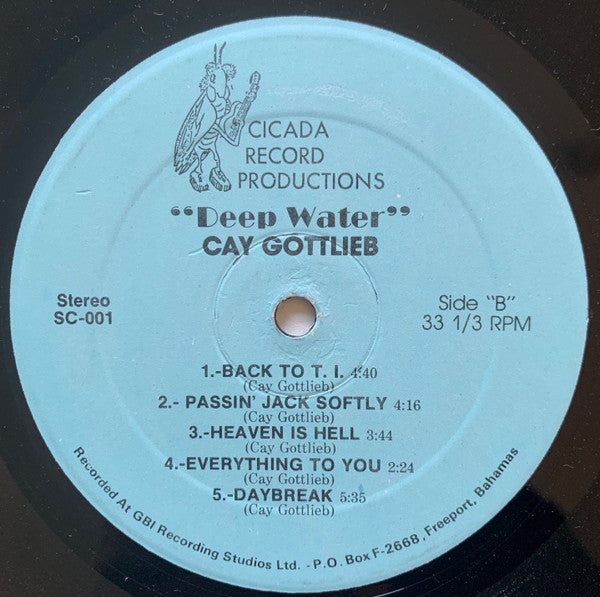 CICADA
RECORD
PRODUCTIONS
"Deep Water"
CAY GOTTLIEB
Stereo
SC-001
Side "B"
33 1/3 RPM
1.-BACK TO T. I. 4:40
(Cay Gottlieb)
2.- PASSIN' JACK SOFTLY 4:16
(Cay Gottlieb)
3.-HEAVEN IS HELL 3:44
(Cay Gottlieb)
4.-EVERYTHING TO YOU 2:24
(Cay Gottlieb)
5.-DAYBREAK 5:35
(Cay Gottlieb)
Recorded At GBI Recording Studios Ltd. - P.O. Box F-2668, Freeport, Bahamas